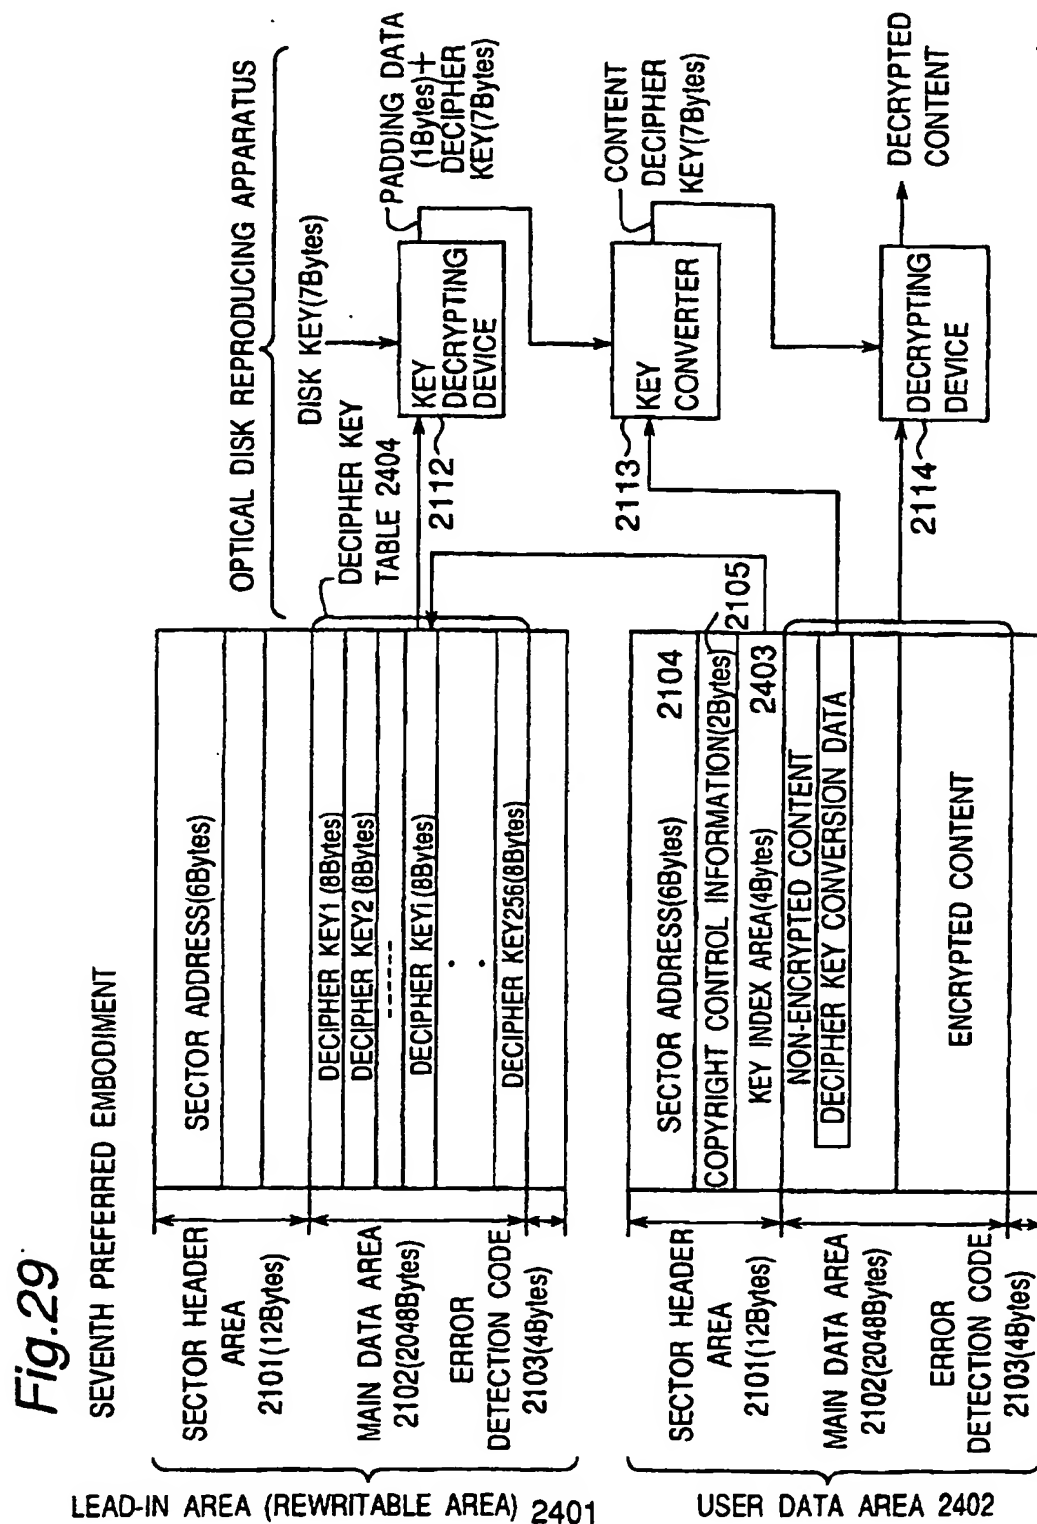 Fig.29
SEVENTH PREFERRED EMBODIMENT
OPTICAL DISK REPRODUCING APPARATUS
LEAD-IN AREA (REWRITABLE AREA) 2401
SECTOR HEADER
AREA
2101(12Bytes)
MAIN DATA AREA
2102(2048Bytes)
ERROR
DETECTION CODE
2103(4Bytes)
SECTOR ADDRESS(6Bytes)
DECIPHER KEY1(8Bytes)
DECIPHER KEY2(8Bytes)
DECIPHER KEYi(8Bytes)
DECIPHER KEY256(8Bytes)
DECIPHER KEY
TABLE 2404
DISK KEY(7Bytes)
KEY
DECRYPTING
DEVICE
2112
PADDING DATA
(1Bytes)+
DECIPHER
KEY(7Bytes)
KEY
CONVERTER
2113
CONTENT
DECIPHER
KEY(7Bytes)
DECRYPTING
DEVICE
2114
DECRYPTED
CONTENT
USER DATA AREA 2402
SECTOR HEADER
AREA
2101(12Bytes)
MAIN DATA AREA
2102(2048Bytes)
ERROR
DETECTION CODE
2103(4Bytes)
SECTOR ADDRESS(6Bytes) 2104
COPYRIGHT CONTROL INFORMATION(2Bytes) 2105
KEY INDEX AREA(4Bytes) 2403
NON-ENCRYPTED CONTENT
DECIPHER KEY CONVERSION DATA
ENCRYPTED CONTENT